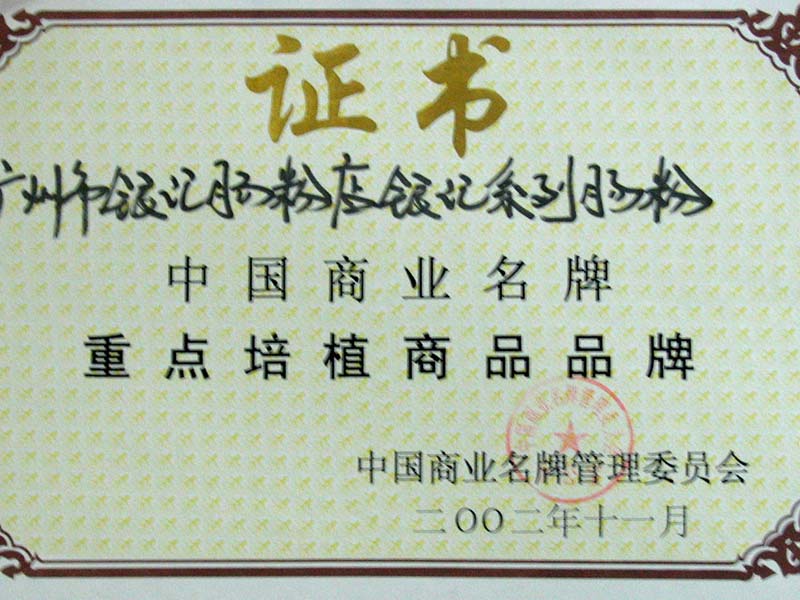 证书
广州市银记肠粉店银记系列肠粉
中国商业名牌
重点培植商品品牌
中国商业名牌管理委员会
二〇〇二年十一月